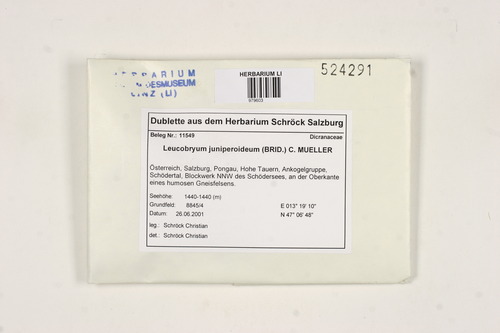 HERBARIUM
LANDESMUSEUM
LINZ (LI)
HERBARIUM LI
979803
524291
Dublette aus dem Herbarium Schröck Salzburg
Beleg Nr.: 11549 Dicranaceae
Leucobryum juniperoideum (BRID.) C. MUELLER
Österreich, Salzburg, Pongau, Hohe Tauern, Ankogelgruppe,
Schödertal, Blockwerk NNW des Schödersees, an der Oberkante
eines humosen Gneisfelsens.
Seehöhe: 1440-1440 (m)
Grundfeld: 8845/4 E 013° 19' 10"
Datum: 26.06.2001 N 47° 06' 48"
leg.: Schröck Christian
det.: Schröck Christian